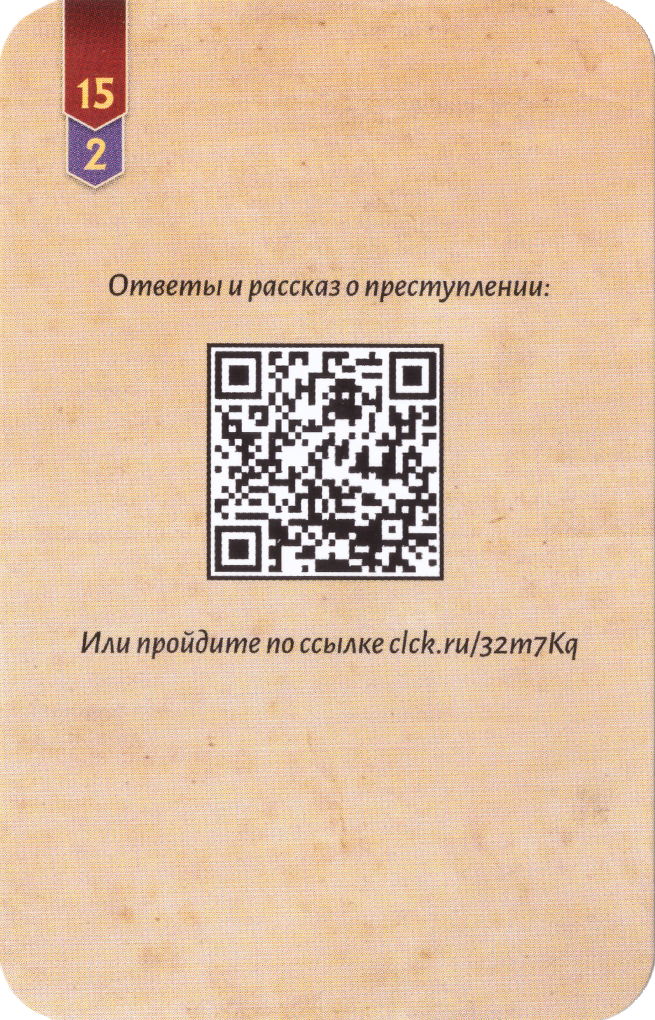 15
2
Ответы и рассказ о преступлении:
Или пройдите по ссылке clck.ru/32m7Kq